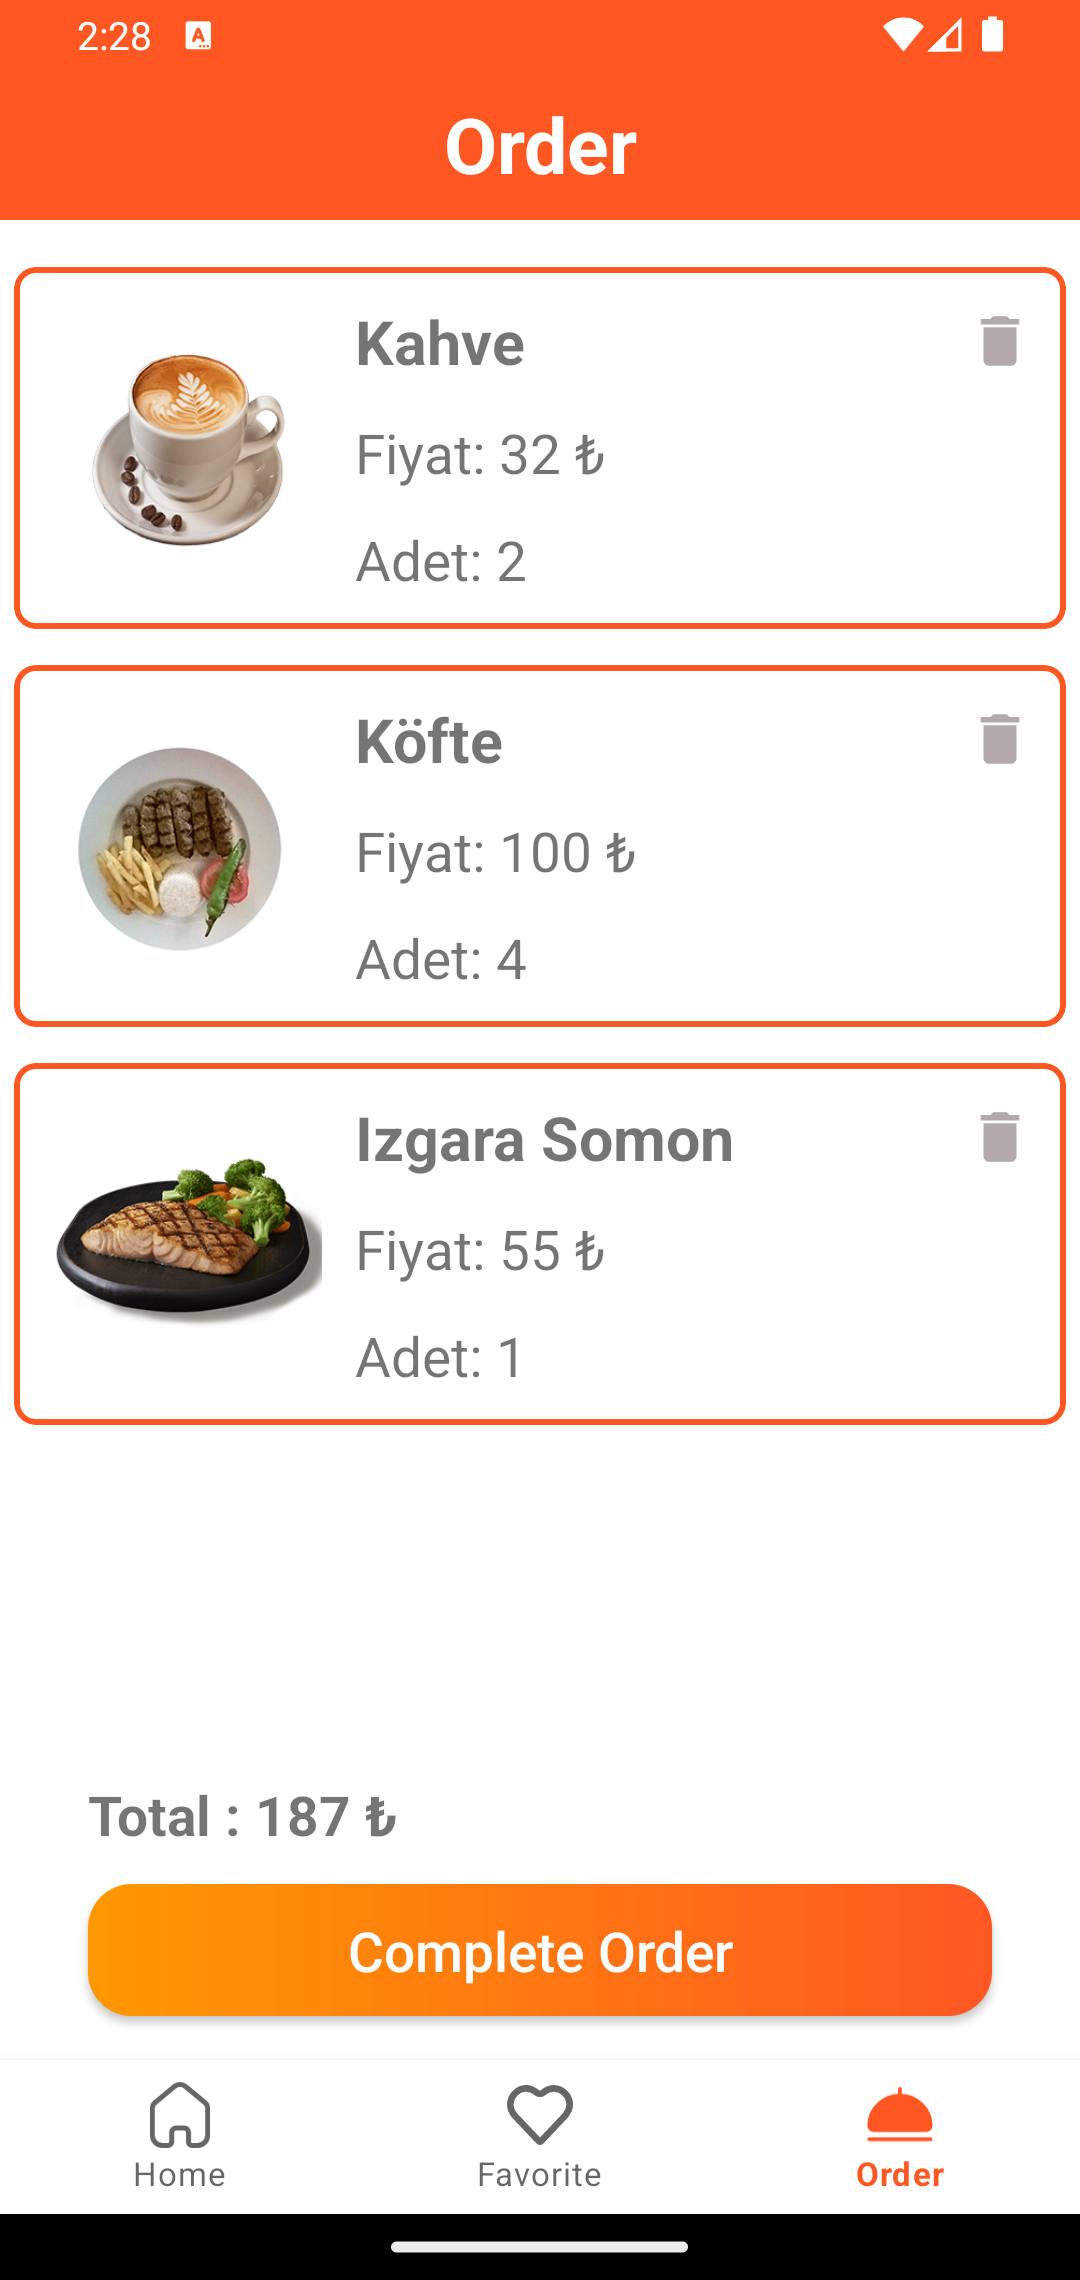 2:28
Order
Kahve
Fiyat: 32 ₺
Adet: 2
Köfte
Fiyat: 100 ₺
Adet: 4
Izgara Somon
Fiyat: 55 ₺
Adet: 1
Total : 187 ₺
Complete Order
Home
Favorite
Order